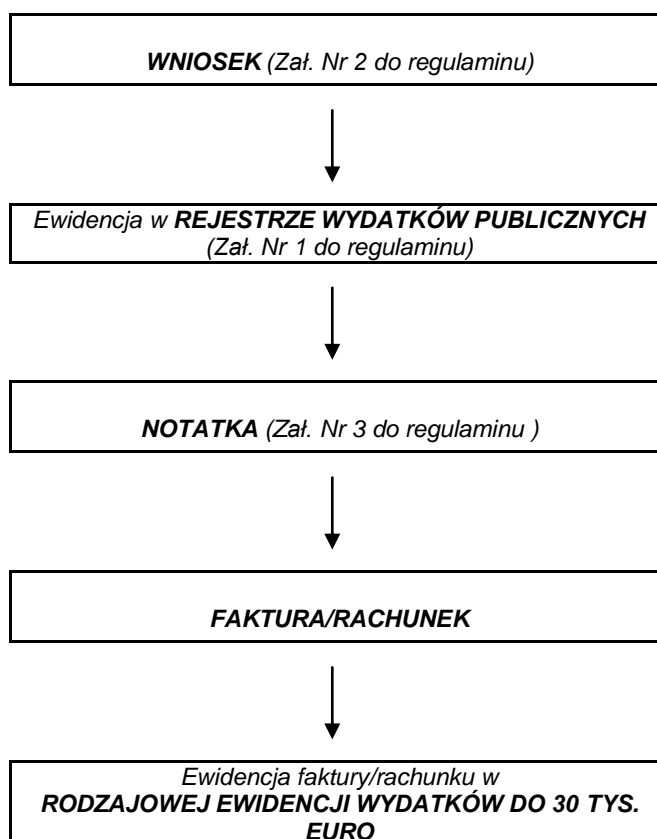 WNIOSEK (Zał. Nr 2 do regulaminu)
Ewidencja w REJESTRZE WYDATKÓW PUBLICZNYCH
(Zał. Nr 1 do regulaminu)
NOTATKA (Zał. Nr 3 do regulaminu )
FAKTURA/RACHUNEK
Ewidencja faktury/rachunku w
RODZAJOWEJ EWIDENCJI WYDATKÓW DO 30 TYS.
EURO